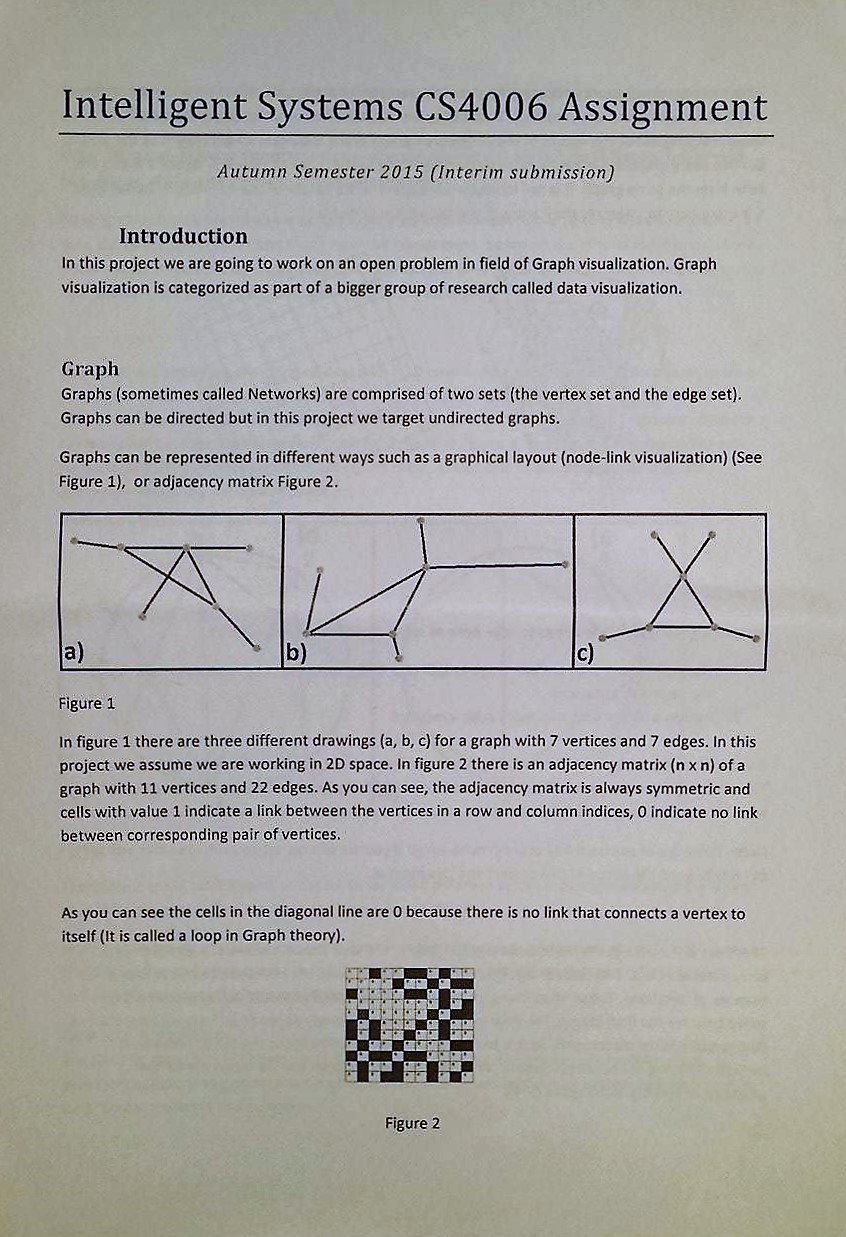 Intelligent Systems CS4006 Assignment
Autumn Semester 2015 (Interim submission)
Introduction
In this project we are going to work on an open problem in field of Graph visualization. Graph
visualization is categorized as part of a bigger group of research called data visualization.
Graph
Graphs (sometimes called Networks) are comprised of two sets (the vertex set and the edge set).
Graphs can be directed but in this project we target undirected graphs.
Graphs can be represented in different ways such as a graphical layout (node-link visualization) (See
Figure 1),  or adjacency matrix Figure 2.
a)
b)
c)
Figure 1
In figure 1 there are three different drawings (a, b, c) for a graph with 7 vertices and 7 edges. In this
project we assume we are working in 2D space. In figure 2 there is an adjacency matrix (n x n) of a
graph with 11 vertices and 22 edges. As you can see, the adjacency matrix is always symmetric and
cells with value 1 indicate a link between the vertices in a row and column indices, 0 indicate no link
between corresponding pair of vertices.
As you can see the cells in the diagonal line are 0 because there is no link that connects a vertex to
itself (It is called a loop in Graph theory).
Figure 2